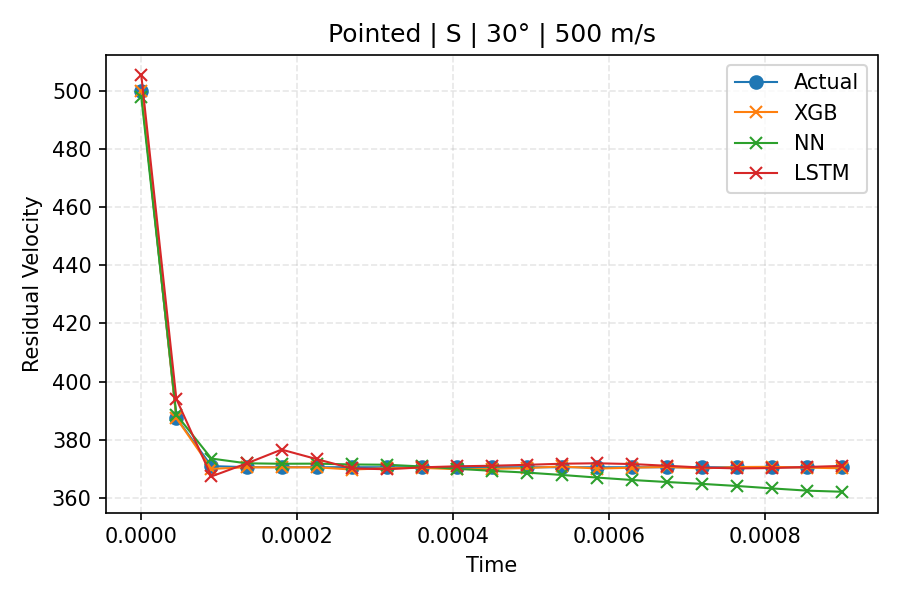 Pointed | S | 30° | 500 m/s
Residual Velocity
500
480
460
440
420
400
380
360
0.0000 0.0002 0.0004 0.0006 0.0008
Time
Actual
XGB
NN
LSTM